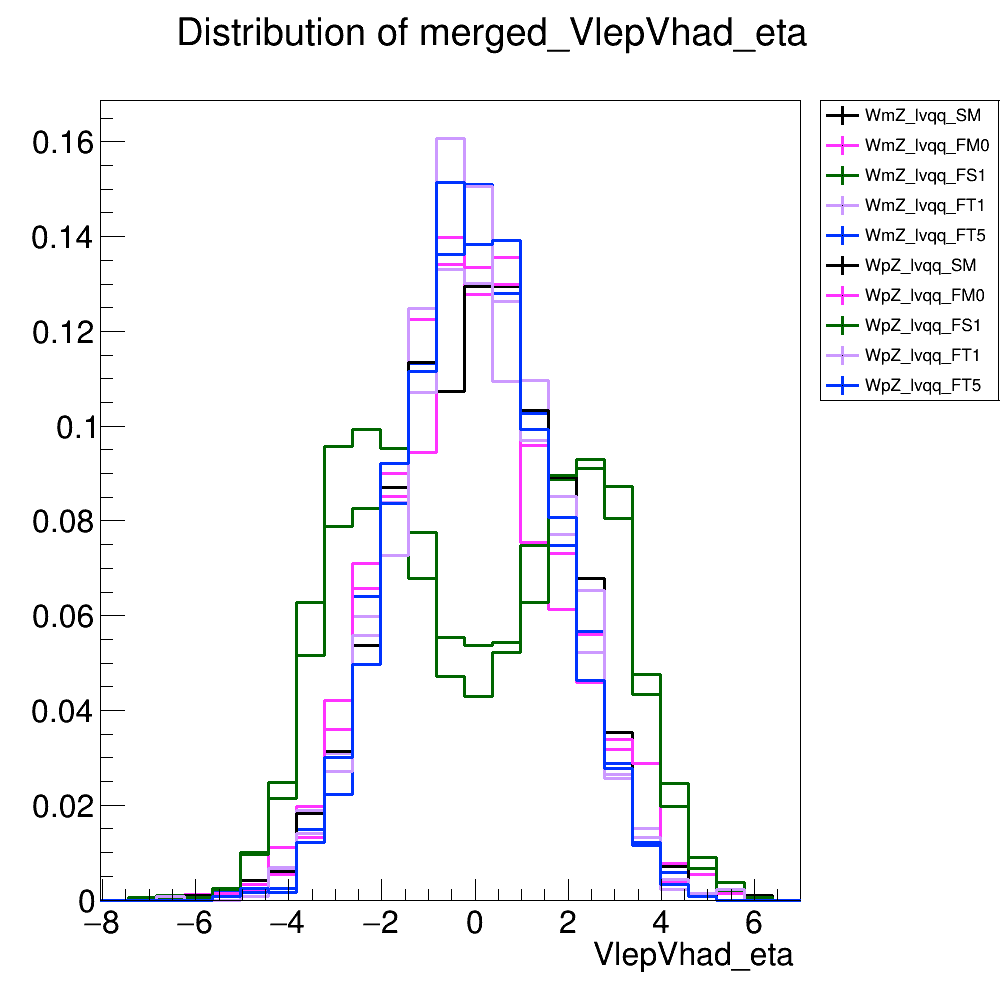 Distribution of merged_VlepVhad_eta
0.16
0.14
0.12
0.1
0.08
0.06
0.04
0.02
0
−8 −6 −4 −2 0 2 4 6
VlepVhad_eta
WmZ_lvqq_SM
WmZ_lvqq_FM0
WmZ_lvqq_FS1
WmZ_lvqq_FT1
WmZ_lvqq_FT5
WpZ_lvqq_SM
WpZ_lvqq_FM0
WpZ_lvqq_FS1
WpZ_lvqq_FT1
WpZ_lvqq_FT5